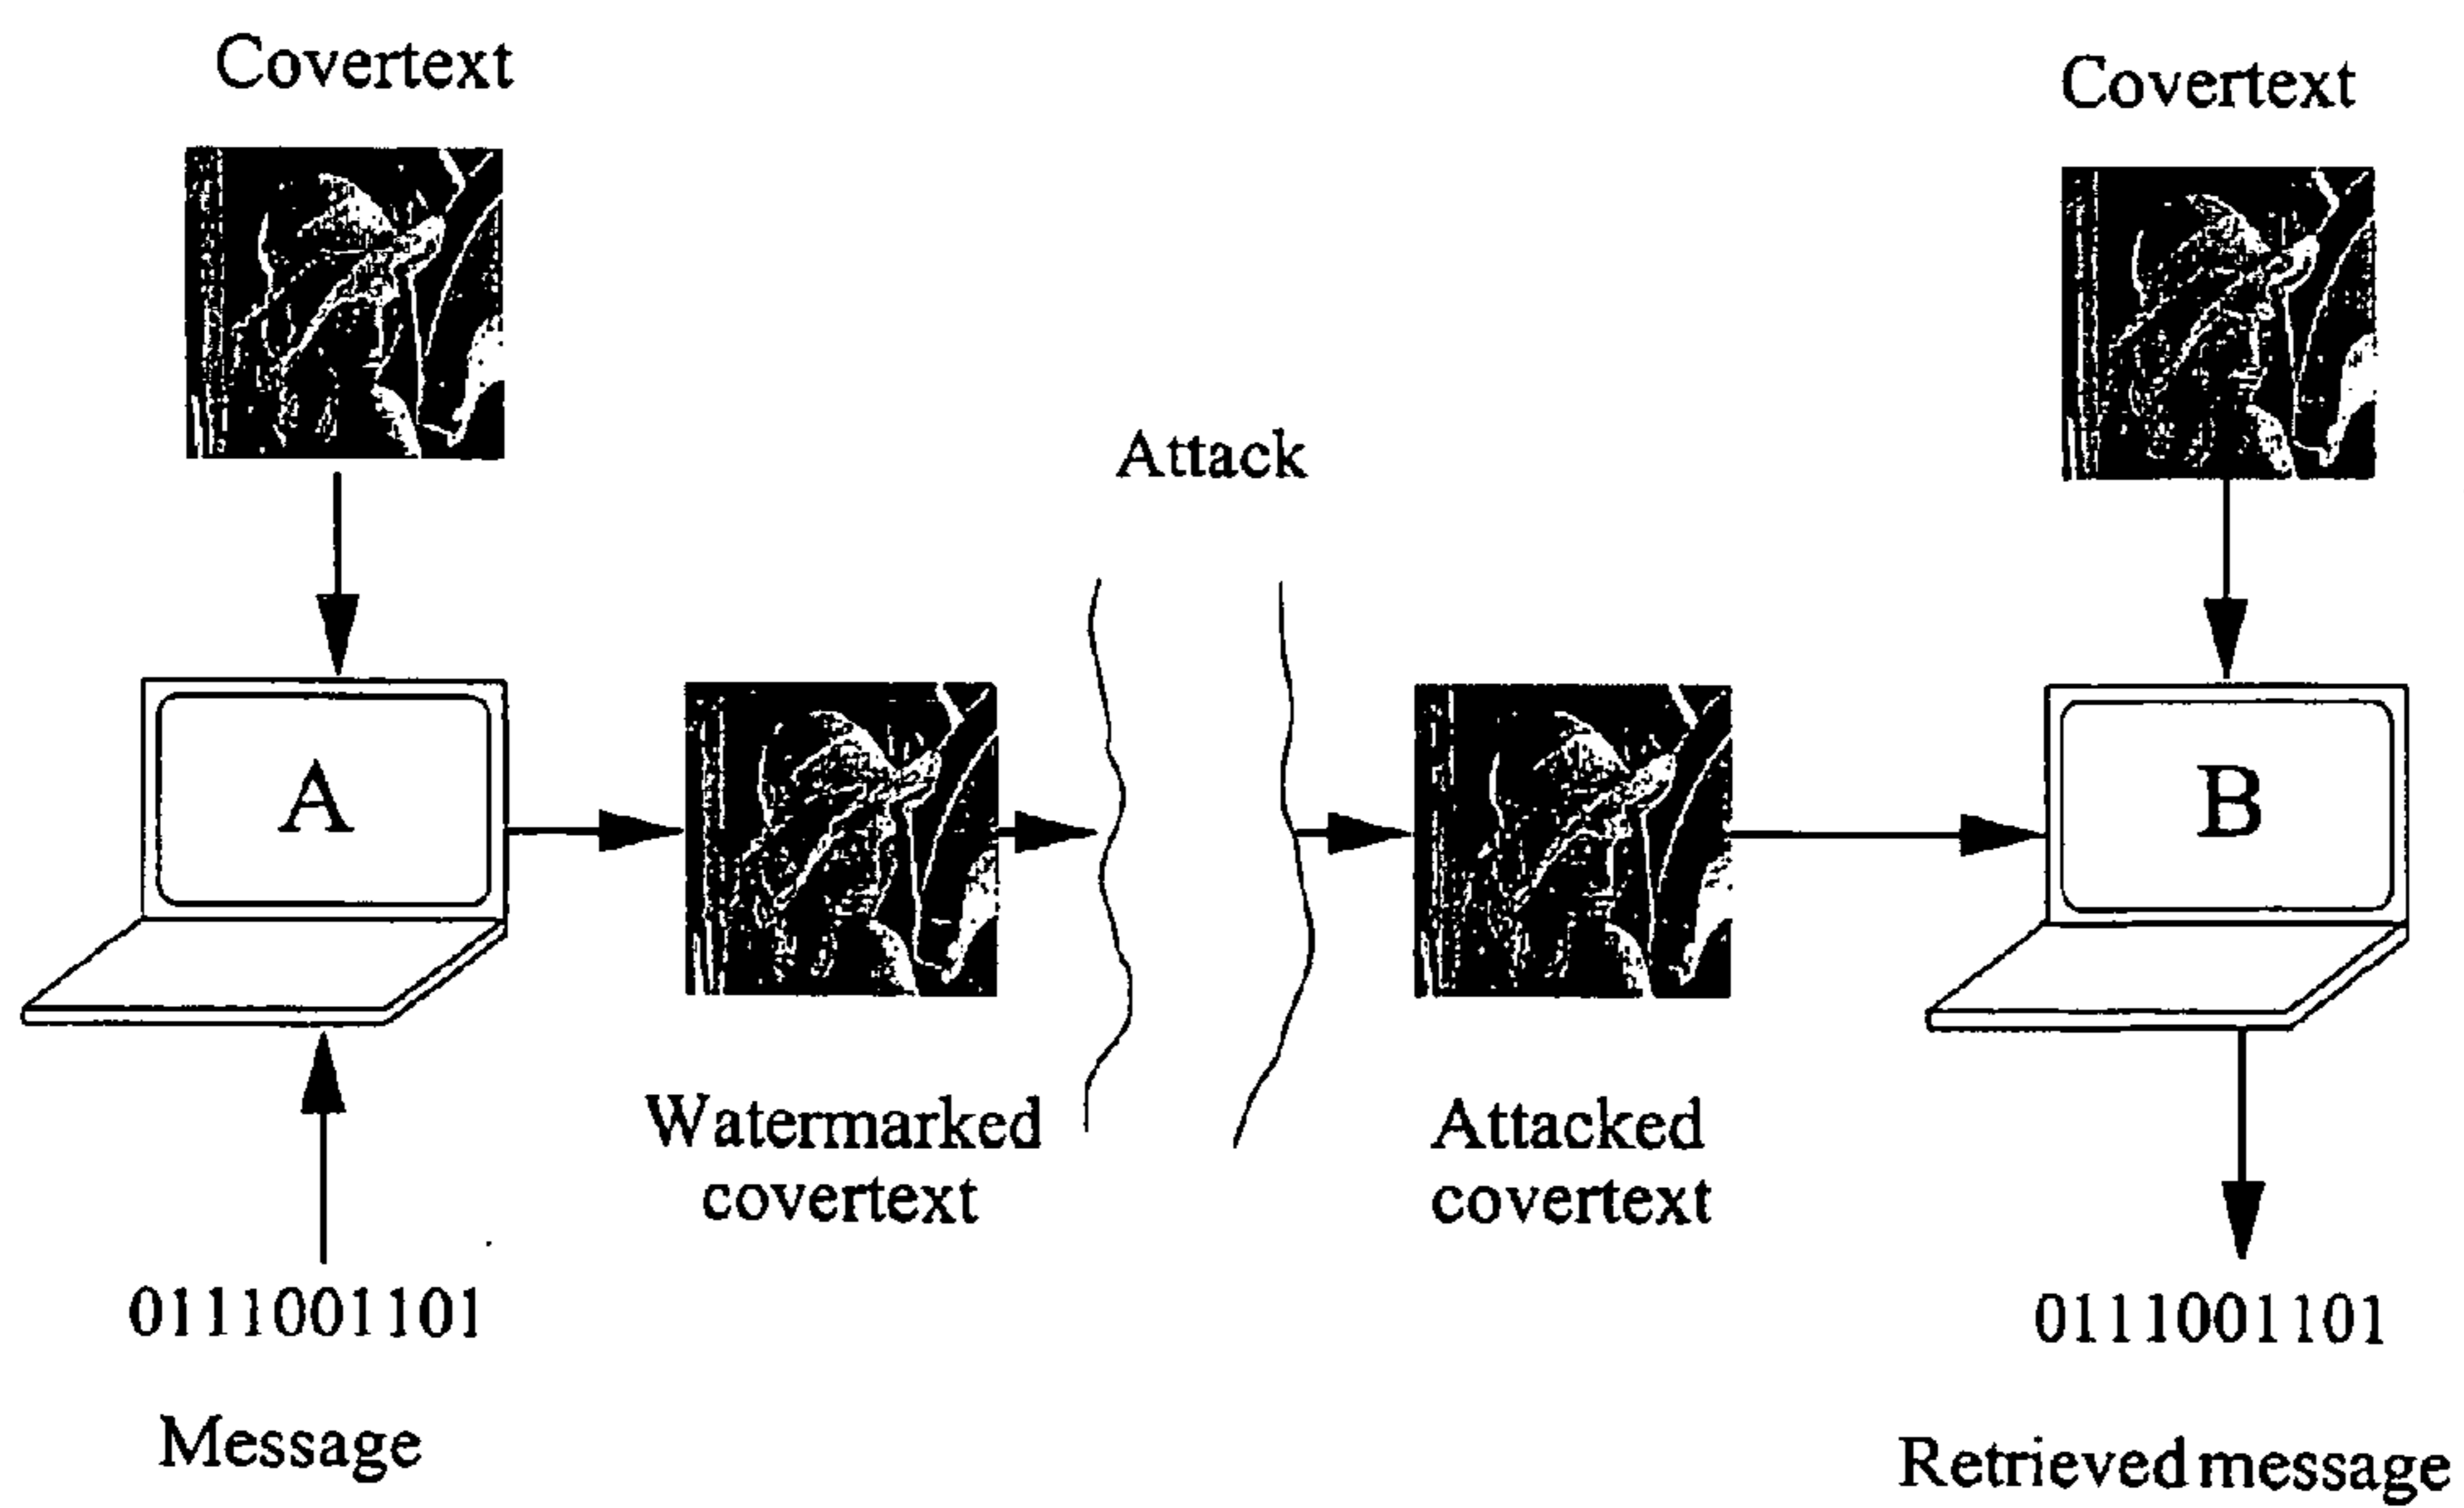 Covertext
Covertext
Attack
A
B
Watermarked
covertext
Attacked
covertext
0111001101
0111001101
Message
Retrieved message